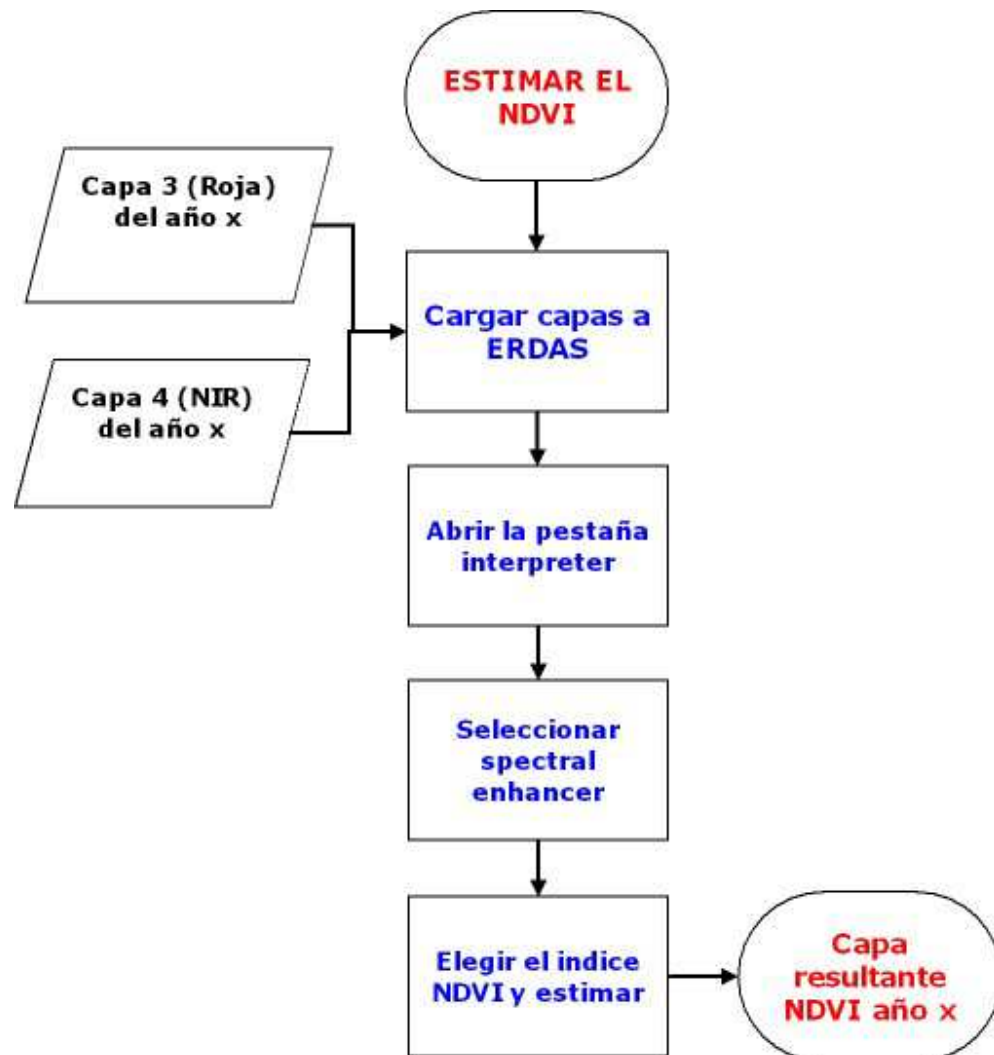 ESTIMAR EL
NDVI
Capa 3 (Roja)
del año x
Cargar capas a
ERDAS
Capa 4 (NIR)
del año x
Abrir la pestaña
interpreter
Seleccionar
spectral
enhancer
Elegir el indice
NDVI y estimar
Capa
resultante
NDVI año x